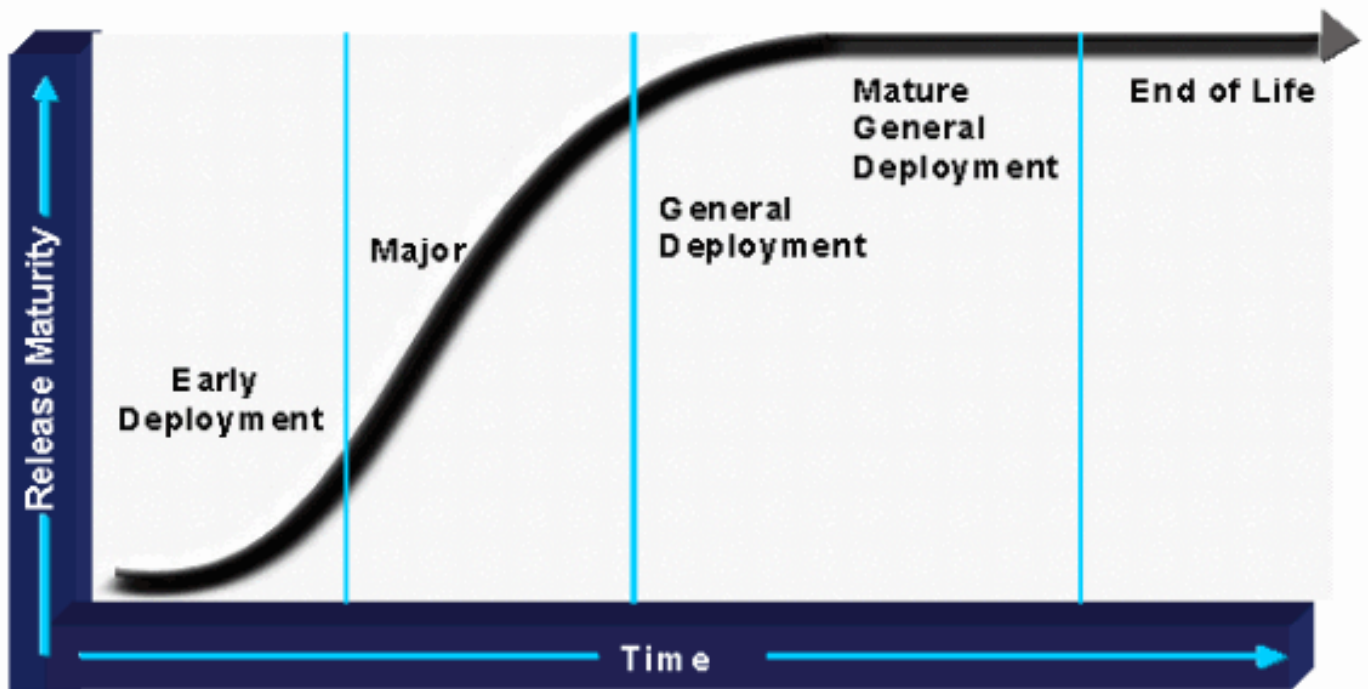 Release Maturity
Early
Deployment
Major
General
Deployment
Mature
General
Deployment
End of Life
Time